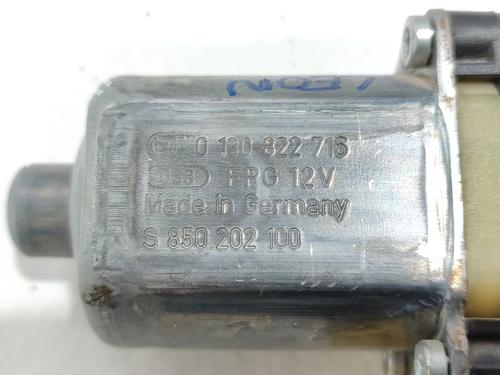 0 130 822 716
FPG 12V
Made in Germany
S 850 202 100